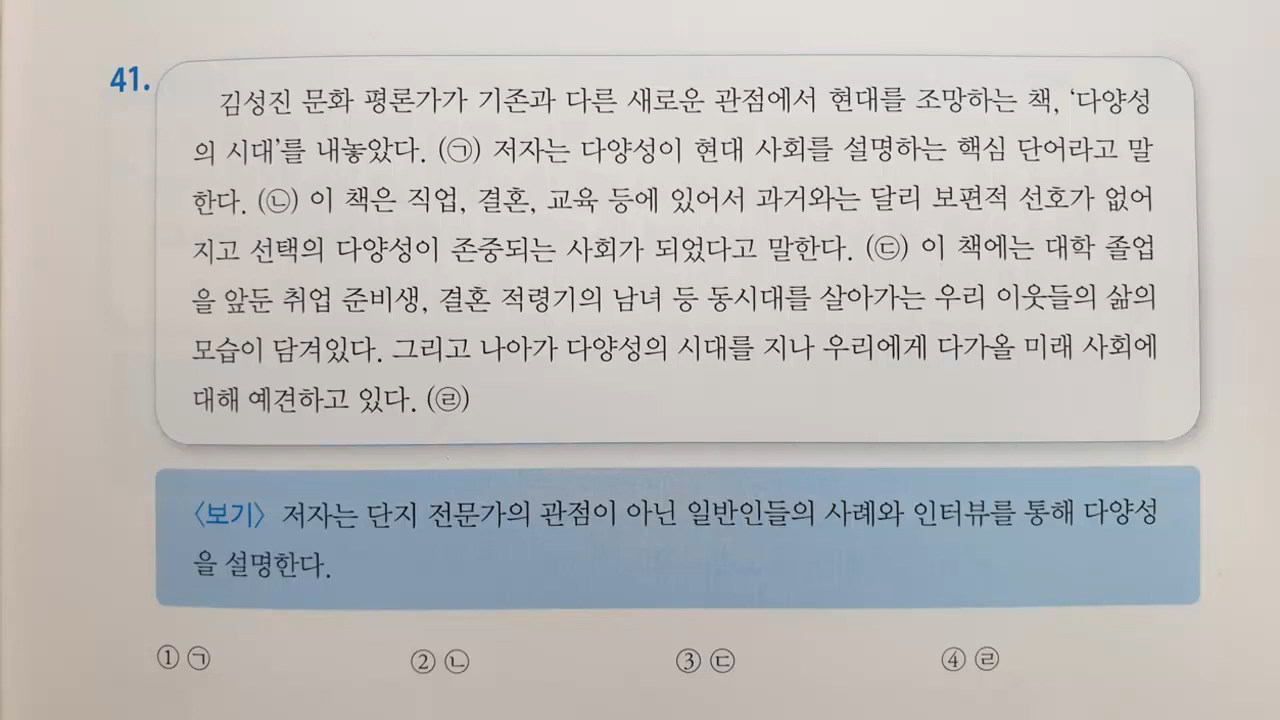 41.
김성진 문화 평론가가 기존과 다른 새로운 관점에서 현대를 조망하는 책, ‘다양성
의 시대’를 내놓았다. (㉠) 저자는 다양성이 현대 사회를 설명하는 핵심 단어라고 말
한다. (㉡) 이 책은 직업, 결혼, 교육 등에 있어서 과거와는 달리 보편적 선호가 없어
지고 선택의 다양성이 존중되는 사회가 되었다고 말한다. (㉢) 이 책에는 대학 졸업
을 앞둔 취업 준비생, 결혼 적령기의 남녀 등 동시대를 살아가는 우리 이웃들의 삶의
모습이 담겨있다. 그리고 나아가 다양성의 시대를 지나 우리에게 다가올 미래 사회에
대해 예견하고 있다. (㉣)
〈보기〉 저자는 단지 전문가의 관점이 아닌 일반인들의 사례와 인터뷰를 통해 다양성
을 설명한다.
① ㉠ ② ㉡ ③ ㉢ ④ ㉣